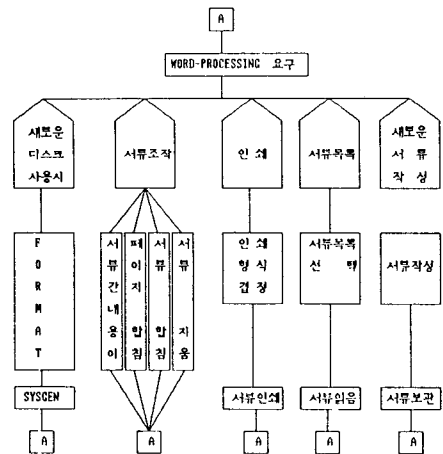 A
WORD-PROCESSING 요구
새로운
디스크
사용시
서류조작
인 쇄
서류목록
새로운
서 류
작 성
FORMAT
서류간내용이
페이지 합침
서류 합침
서류 지움
인 쇄
형 식
결 정
서류목록
선 택
서류작성
SYSGEN
서류인쇄
서류읽음
서류보관
A
A
A
A
A